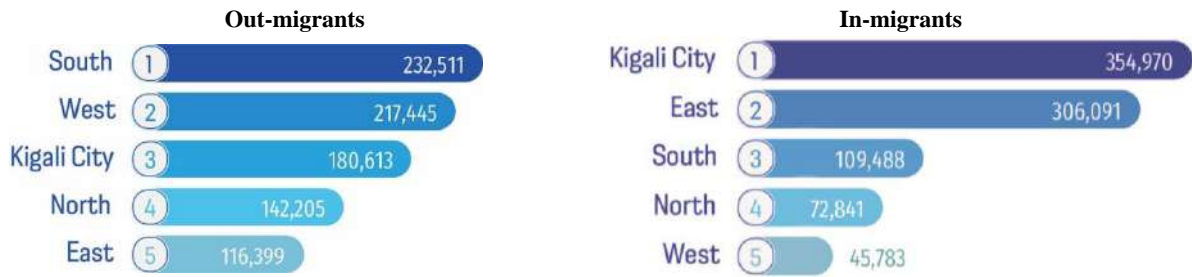 Out-migrants
South 1 232,511
West 2 217,445
Kigali City 3 180,613
North 4 142,205
East 5 116,399
In-migrants
Kigali City 1 354,970
East 2 306,091
South 3 109,488
North 4 72,841
West 5 45,783